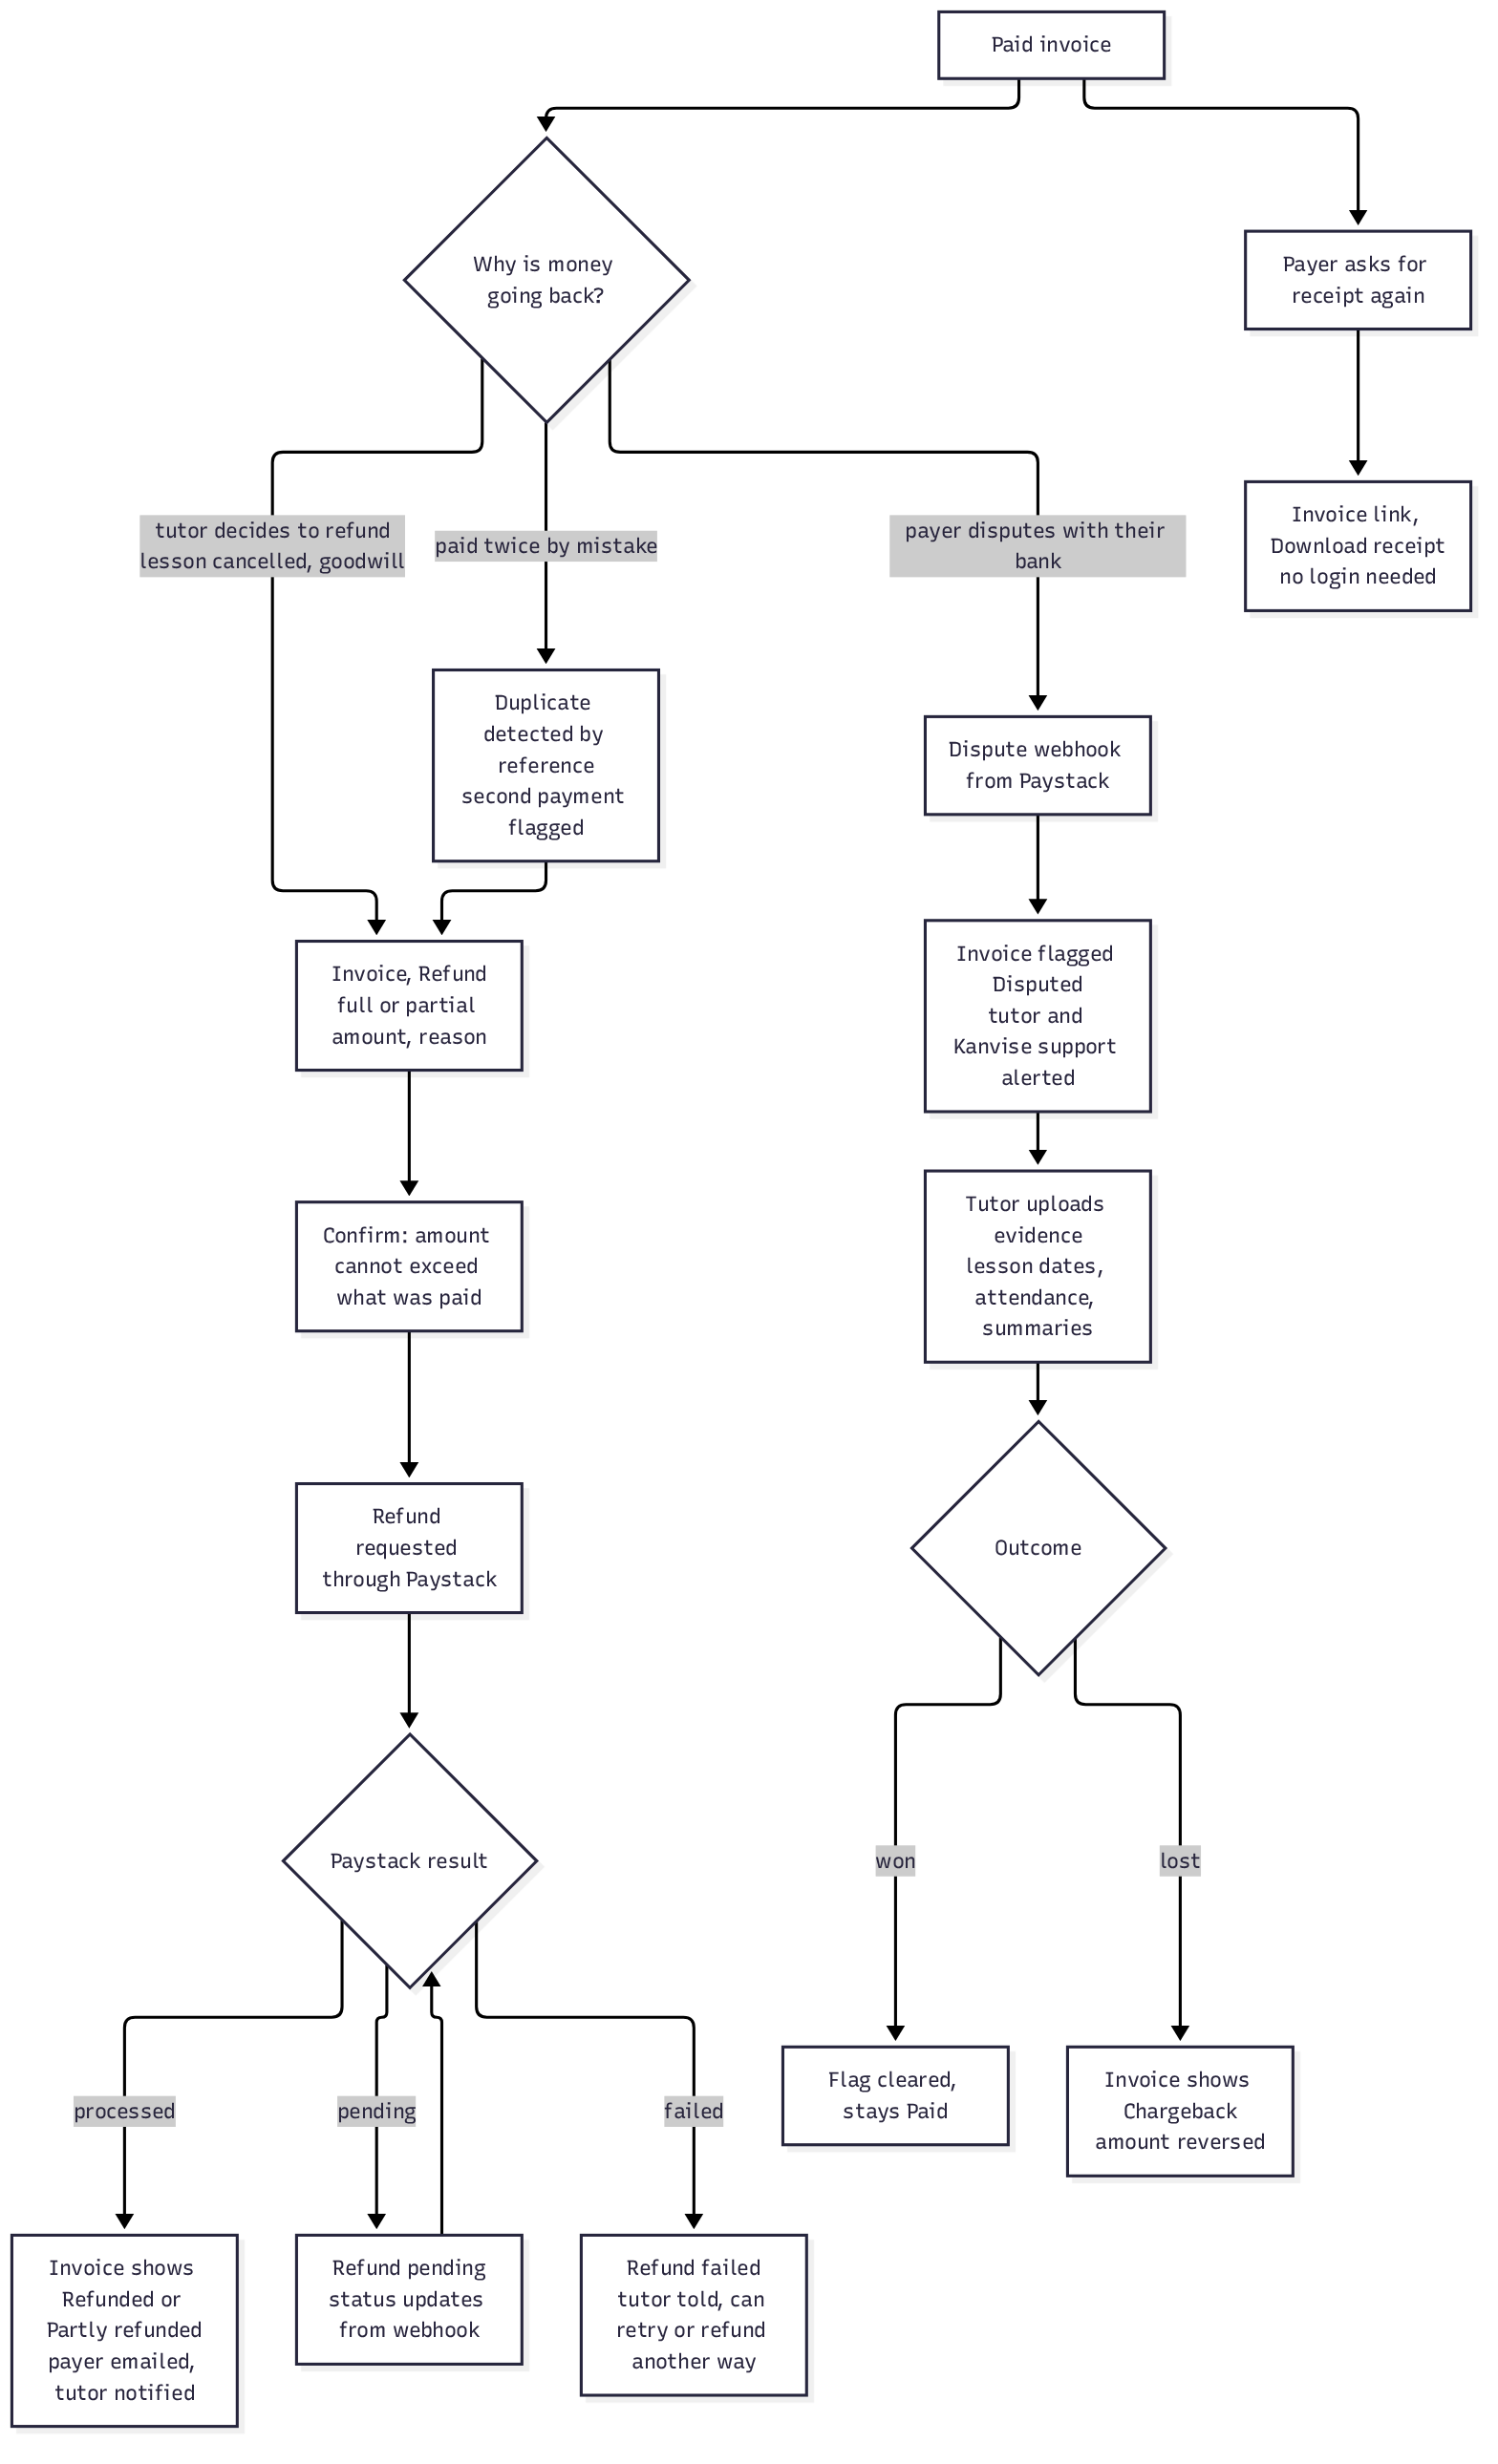 Paid invoice
Why is money
going back?
Payer asks for
receipt again
tutor decides to refund
lesson cancelled, goodwill
paid twice by mistake
payer disputes with their
bank
Invoice link,
Download receipt
no login needed
Duplicate
detected by
reference
second payment
flagged
Dispute webhook
from Paystack
Invoice, Refund
full or partial
amount, reason
Invoice flagged
Disputed
tutor and
Kanvise support
alerted
Confirm: amount
cannot exceed
what was paid
Tutor uploads
evidence
lesson dates,
attendance,
summaries
Refund
requested
through Paystack
Outcome
Paystack result
won
lost
processed
pending
failed
Flag cleared,
stays Paid
Invoice shows
Chargeback
amount reversed
Invoice shows
Refunded or
Partly refunded
payer emailed,
tutor notified
Refund pending
status updates
from webhook
Refund failed
tutor told, can
retry or refund
another way